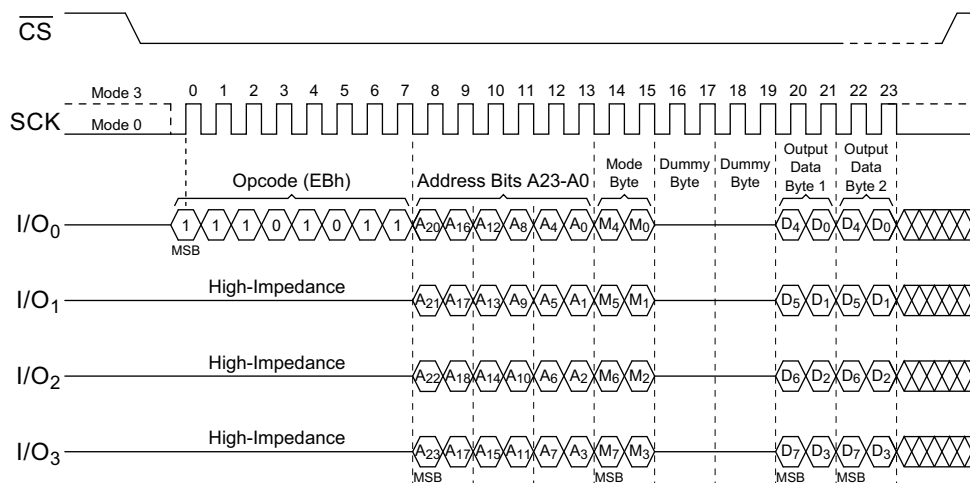 CS
Mode 3
0 1 2 3 4 5 6 7 8 9 10 11 12 13 14 15 16 17 18 19 20 21 22 23
SCK
Mode 0
Opcode (EBh) Address Bits A23-A0 Mode Byte Dummy Byte Dummy Byte Output Data Byte 1 Output Data Byte 2
I/O0 1 1 1 0 1 0 1 1 A20 A16 A12 A8 A4 A0 M4 M0 D4 D0 D4 D0
MSB
I/O1 High-Impedance A21 A17 A13 A9 A5 A1 M5 M1 D5 D1 D5 D1
I/O2 High-Impedance A22 A18 A14 A10 A6 A2 M6 M2 D6 D2 D6 D2
I/O3 High-Impedance A23 A17 A15 A11 A7 A3 M7 M3 D7 D3 D7 D3
MSB MSB MSB MSB